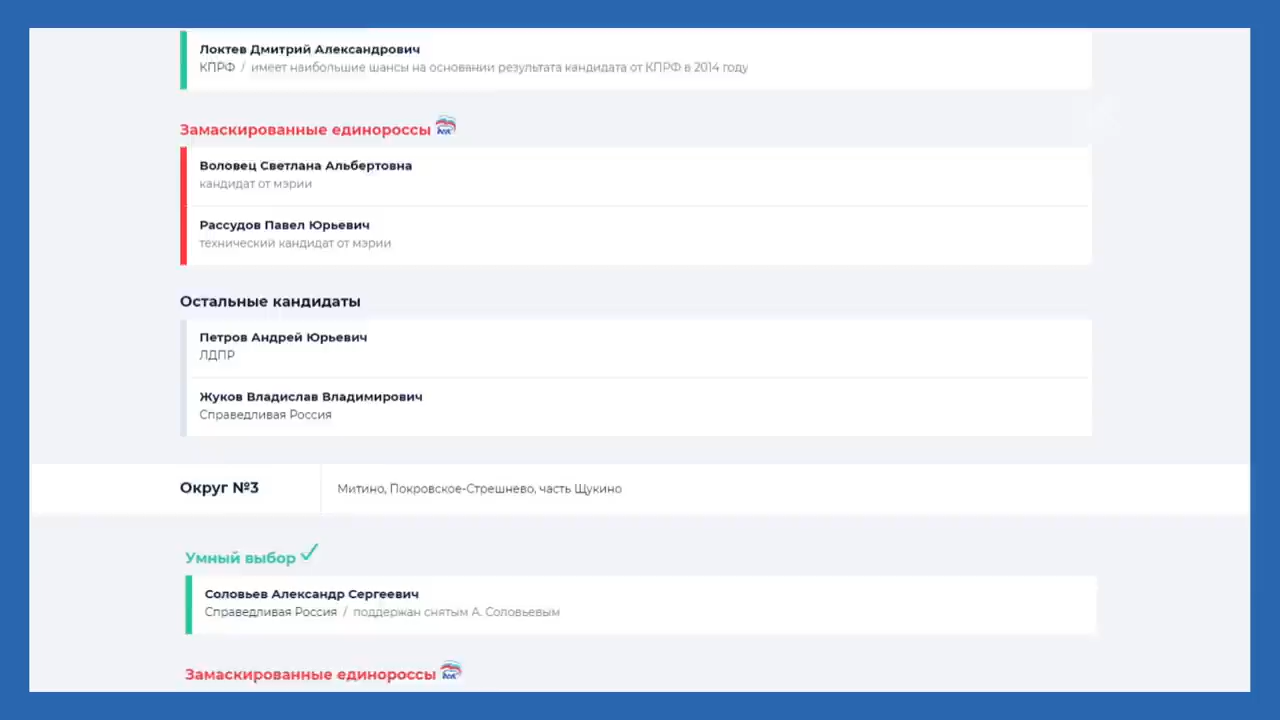 Локтев Дмитрий Александрович
КПРФ / имеет наибольшие шансы на основании результата кандидата от КПРФ в 2014 году
Замаскированные единороссы
Воловец Светлана Альбертовна
кандидат от мэрии
Рассудов Павел Юрьевич
технический кандидат от мэрии
Остальные кандидаты
Петров Андрей Юрьевич
ЛДПР
Жуков Владислав Владимирович
Справедливая Россия
Округ №3
Митино, Покровское-Стрешнево, часть Щукино
Умный выбор
Соловьев Александр Сергеевич
Справедливая Россия / поддержан снятым А. Соловьевым
Замаскированные единороссы